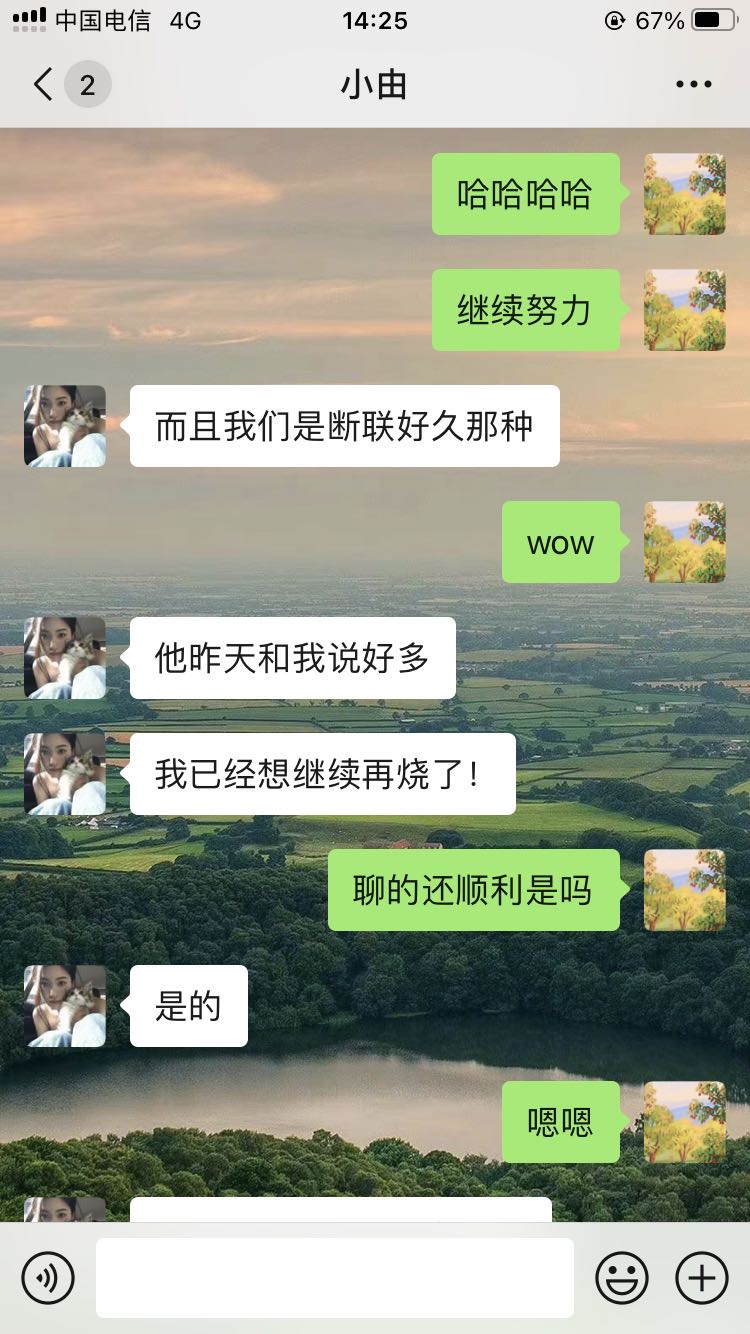 中国电信 4G 14:25 67%
2 小由
哈哈哈哈
继续努力
而且我们是断联好久那种
wow
他昨天和我说好多
我已经想继续再烧了！
聊的还顺利是吗
是的
嗯嗯